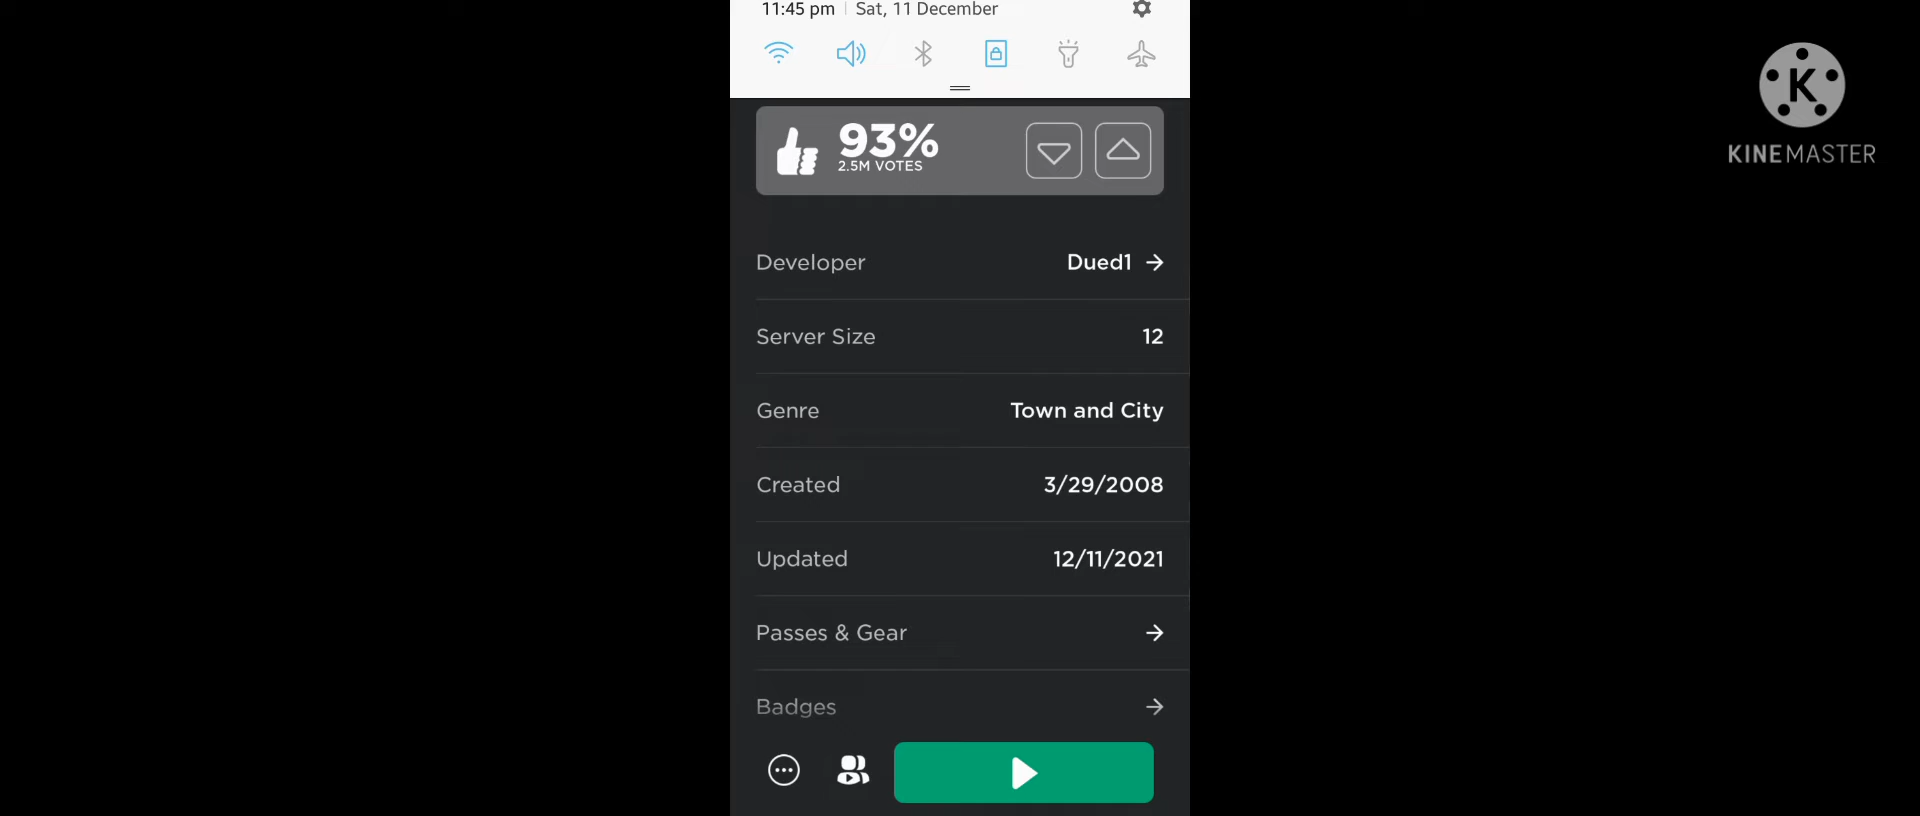 11:45 pm | Sat, 11 December
93%
2.5M VOTES
Developer Dued1
Server Size 12
Genre Town and City
Created 3/29/2008
Updated 12/11/2021
Passes & Gear
Badges
K
KINEMASTER